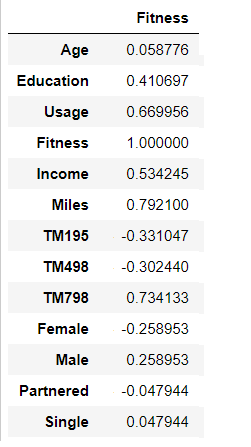 Fitness
Age 0.058776
Education 0.410697
Usage 0.669956
Fitness 1.000000
Income 0.534245
Miles 0.792100
TM195 -0.331047
TM498 -0.302440
TM798 0.734133
Female -0.258953
Male 0.258953
Partnered -0.047944
Single 0.047944